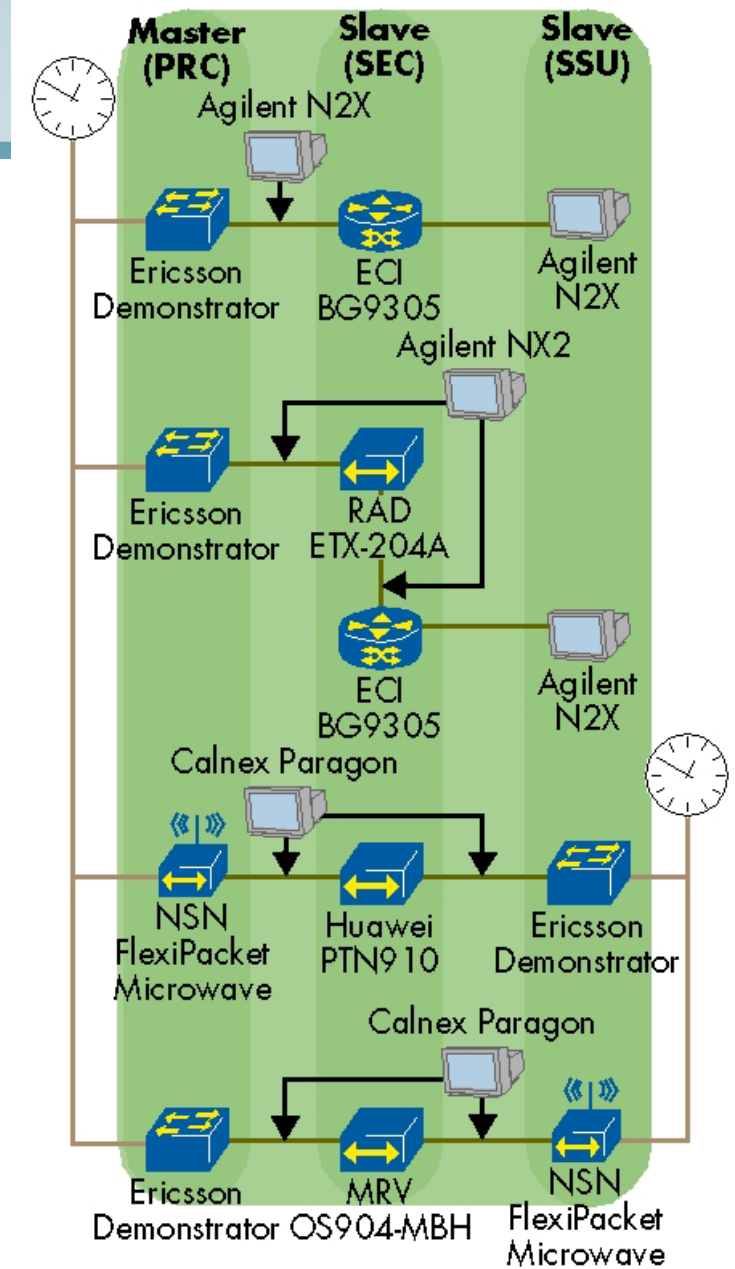 Master
(PRC)
Slave
(SEC)
Slave
(SSU)
Agilent N2X
Ericsson
Demonstrator
ECI
BG9305
Agilent
N2X
Agilent NX2
Ericsson
Demonstrator
RAD
ETX-204A
ECI
BG9305
Agilent
N2X
Calnex Paragon
NSN
FlexiPacket
Microwave
Huawei
PTN910
Ericsson
Demonstrator
Calnex Paragon
Ericsson
Demonstrator
MRV
OS904-MBH
NSN
FlexiPacket
Microwave